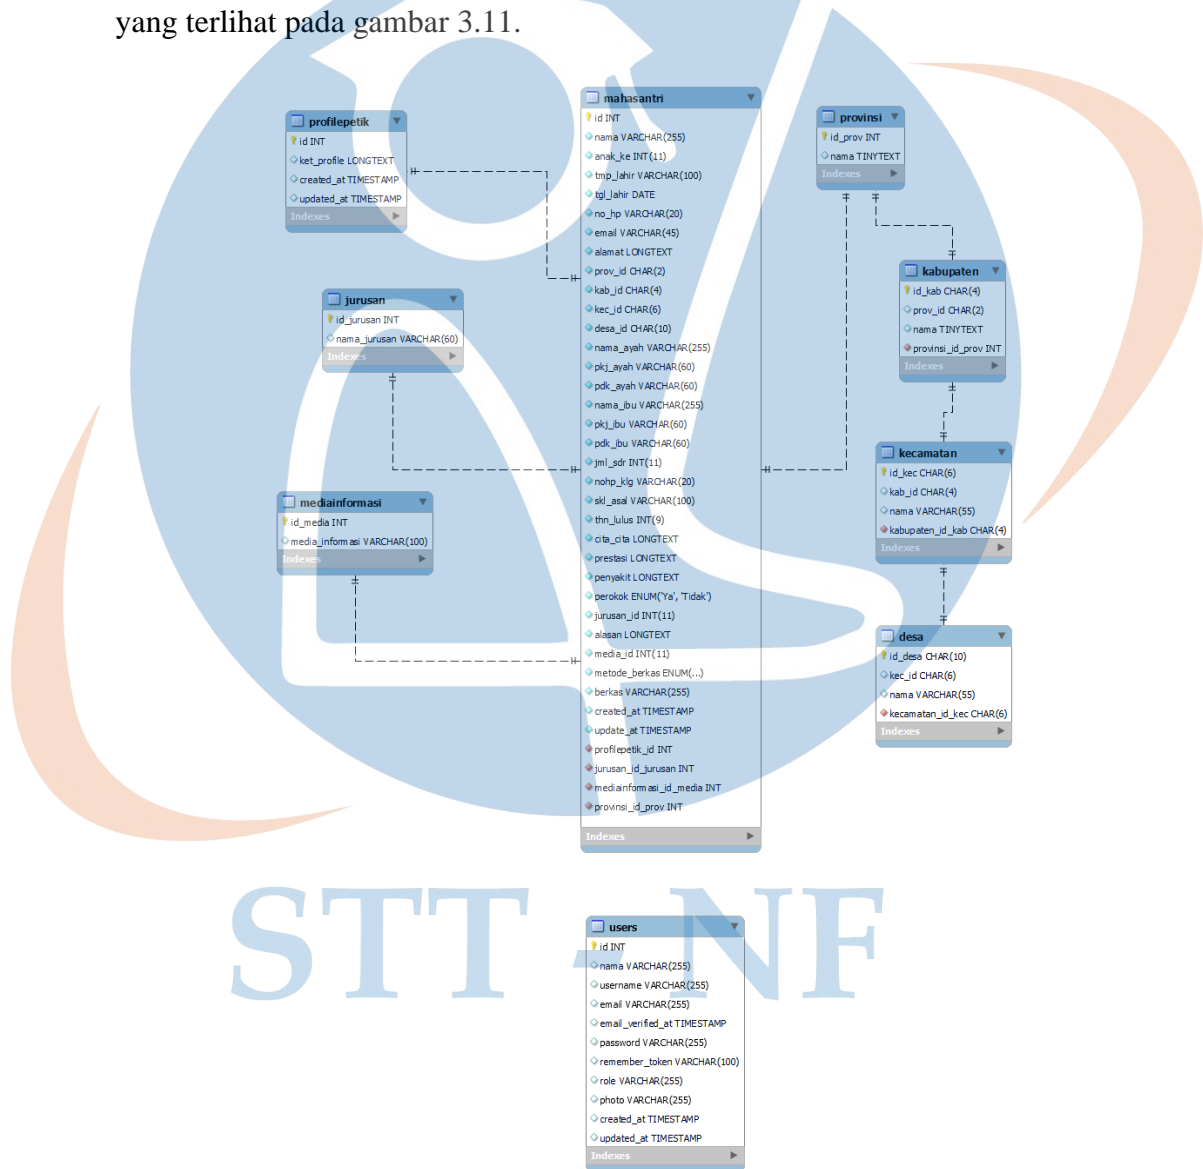 yang terlihat pada gambar 3.11.
profilepetik
id INT
ket_profile LONGTEXT
created_at TIMESTAMP
updated_at TIMESTAMP
Indexes
jurusan
id_jurusan INT
nama_jurusan VARCHAR(60)
Indexes
mediainformasi
id_media INT
media_informasi VARCHAR(100)
Indexes
mahasantri
id INT
nama VARCHAR(255)
anak_ke INT(11)
tmp_lahir VARCHAR(100)
tgl_lahir DATE
no_hp VARCHAR(20)
email VARCHAR(45)
alamat LONGTEXT
prov_id CHAR(2)
kab_id CHAR(4)
kec_id CHAR(6)
desa_id CHAR(10)
nama_ayah VARCHAR(255)
pkj_ayah VARCHAR(60)
pdk_ayah VARCHAR(60)
nama_ibu VARCHAR(255)
pkj_ibu VARCHAR(60)
pdk_ibu VARCHAR(60)
jml_sdr INT(11)
nohp_klg VARCHAR(20)
skl_asal VARCHAR(100)
thn_lulus INT(9)
cita_cita LONGTEXT
prestasi LONGTEXT
penyakit LONGTEXT
perokok ENUM('Ya', 'Tidak')
jurusan_id INT(11)
alasan LONGTEXT
media_id INT(11)
metode_berkas ENUM(...)
berkas VARCHAR(255)
created_at TIMESTAMP
update_at TIMESTAMP
profilepetik_id INT
jurusan_id_jurusan INT
mediainformasi_id_media INT
provinsi_id_prov INT
Indexes
provinsi
id_prov INT
nama TINYTEXT
Indexes
kabupaten
id_kab CHAR(4)
prov_id CHAR(2)
nama TINYTEXT
provinsi_id_prov INT
Indexes
kecamatan
id_kec CHAR(6)
kab_id CHAR(4)
nama VARCHAR(55)
kabupaten_id_kab CHAR(4)
Indexes
desa
id_desa CHAR(10)
kec_id CHAR(6)
nama VARCHAR(55)
kecamatan_id_kec CHAR(6)
Indexes
STT - NF
users
id INT
nama VARCHAR(255)
username VARCHAR(255)
email VARCHAR(255)
email_verified_at TIMESTAMP
password VARCHAR(255)
remember_token VARCHAR(100)
role VARCHAR(255)
photo VARCHAR(255)
created_at TIMESTAMP
updated_at TIMESTAMP
Indexes